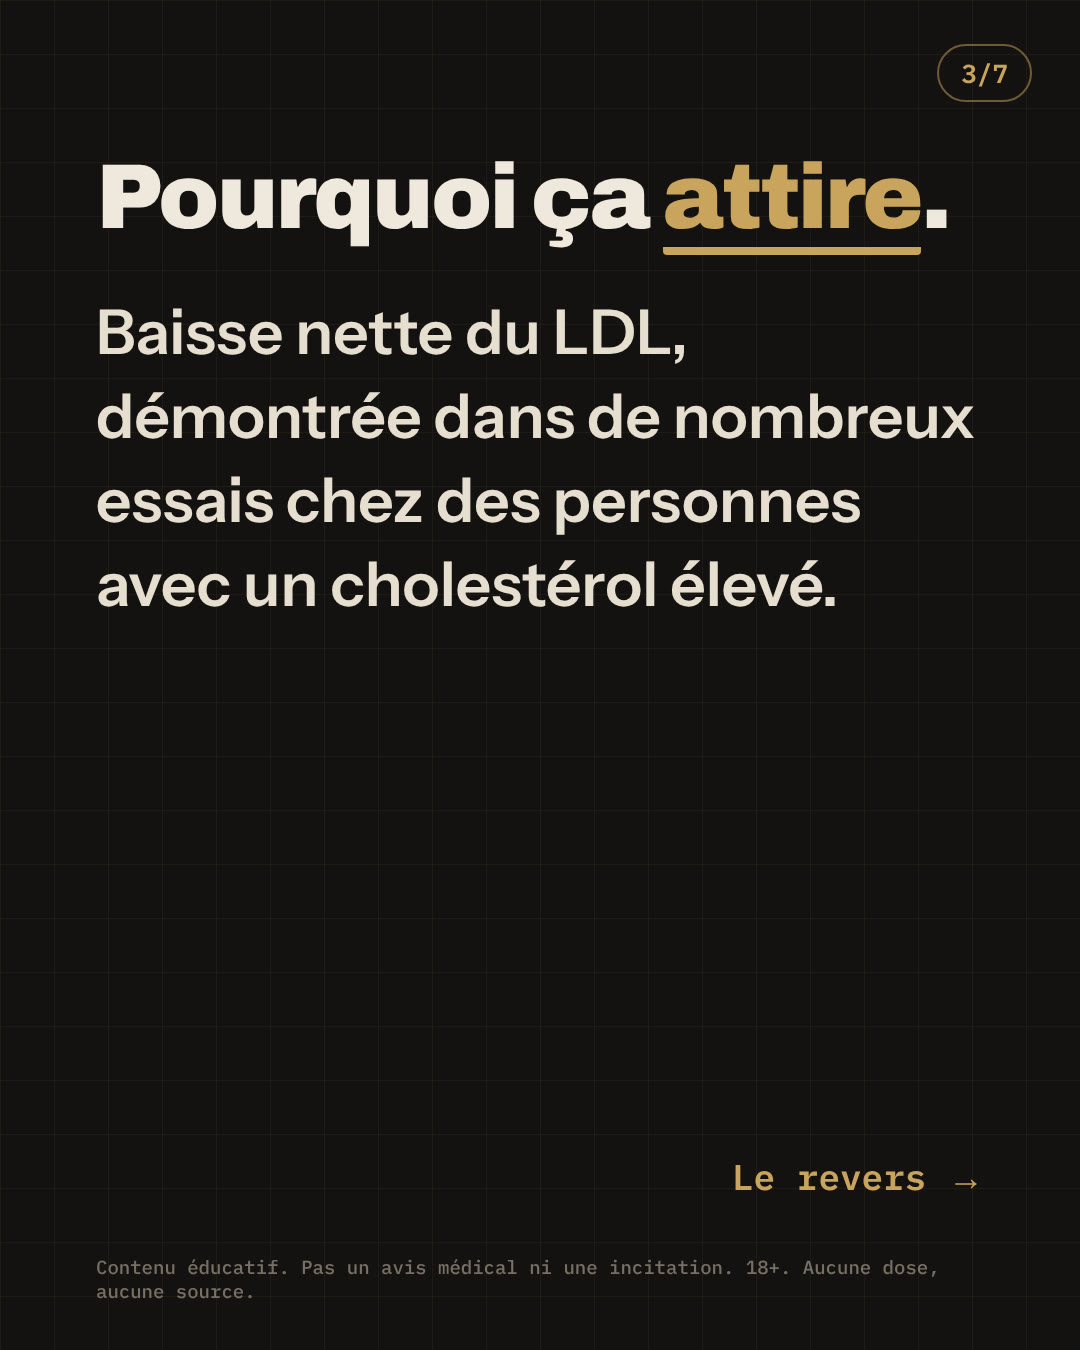 3/7
Pourquoi ça attire.
Baisse nette du LDL,
démontrée dans de nombreux
essais chez des personnes
avec un cholestérol élevé.
Le revers →
Contenu éducatif. Pas un avis médical ni une incitation. 18+. Aucune dose,
aucune source.